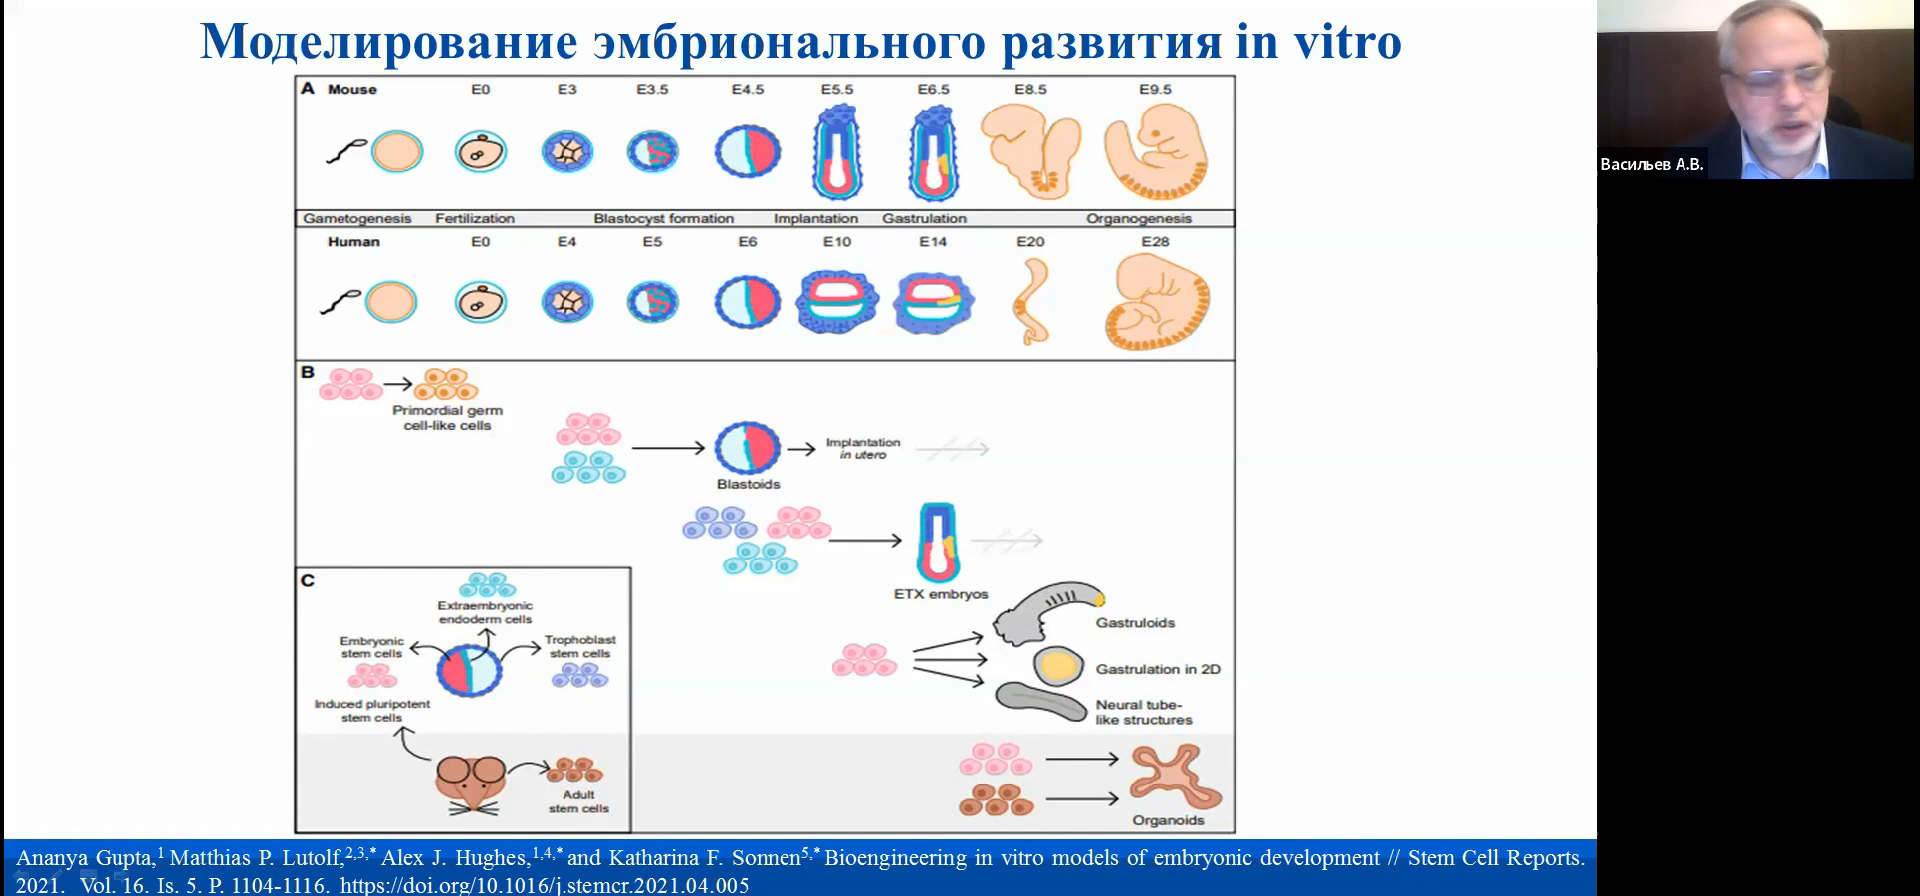 Моделирование эмбрионального развития in vitro
A Mouse E0 E3 E3.5 E4.5 E5.5 E6.5 E8.5 E9.5
Gametogenesis Fertilization Blastocyst formation Implantation Gastrulation Organogenesis
Human E0 E4 E5 E6 E10 E14 E20 E28
B
Primordial germ
cell-like cells
Implantation
in utero
Blastoids
ETX embryos
Gastruloids
Gastrulation in 2D
Neural tube-
like structures
Organoids
C
Extraembryonic
endoderm cells
Embryonic
stem cells
Trophoblast
stem cells
Induced pluripotent
stem cells
Adult
stem cells
Ananya Gupta,1 Matthias P. Lutolf,2,3,* Alex J. Hughes,1,4,* and Katharina F. Sonnen5,* Bioengineering in vitro models of embryonic development // Stem Cell Reports.
2021. Vol. 16. Is. 5. P. 1104-1116. https://doi.org/10.1016/j.stemcr.2021.04.005
Васильев А.В.